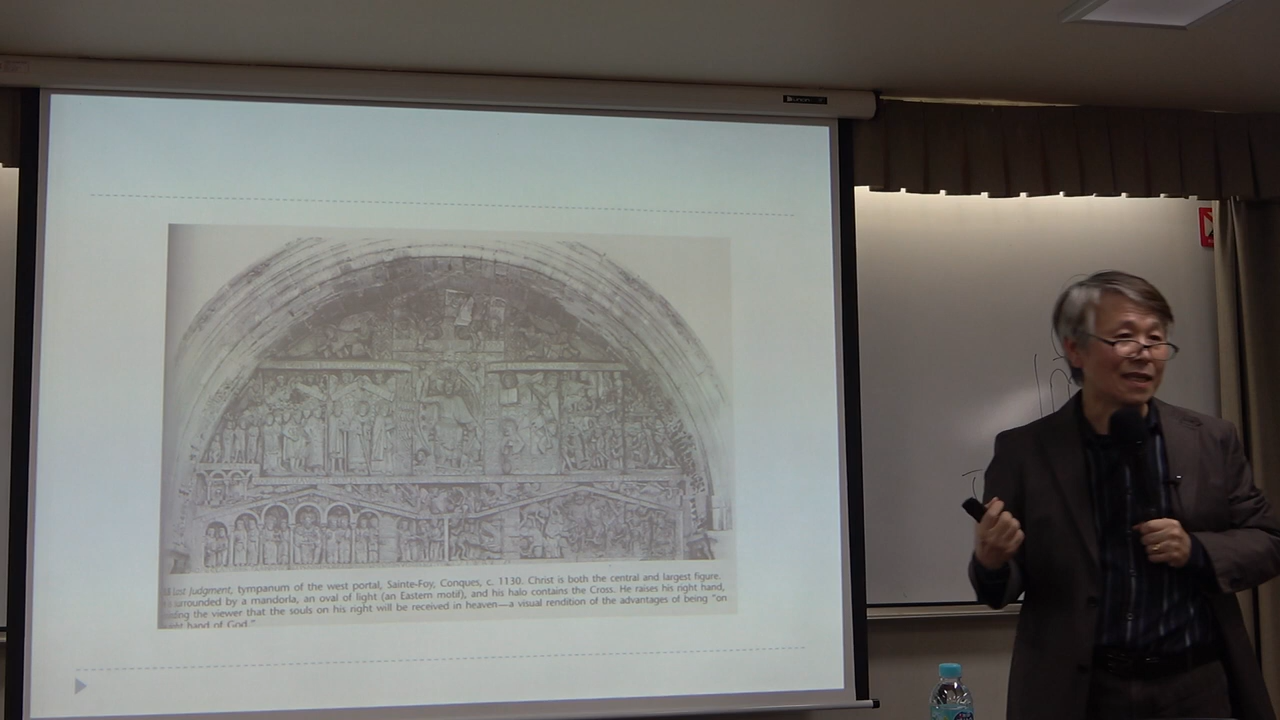 Last Judgment, tympanum of the west portal, Sainte-Foy, Conques, c. 1130. Christ is both the central and largest figure.
surrounded by a mandorla, an oval of light (an Eastern motif), and his halo contains the Cross. He raises his right hand,
the viewer that the souls on his right will be received in heaven—a visual rendition of the advantages of being "on
right hand of God."